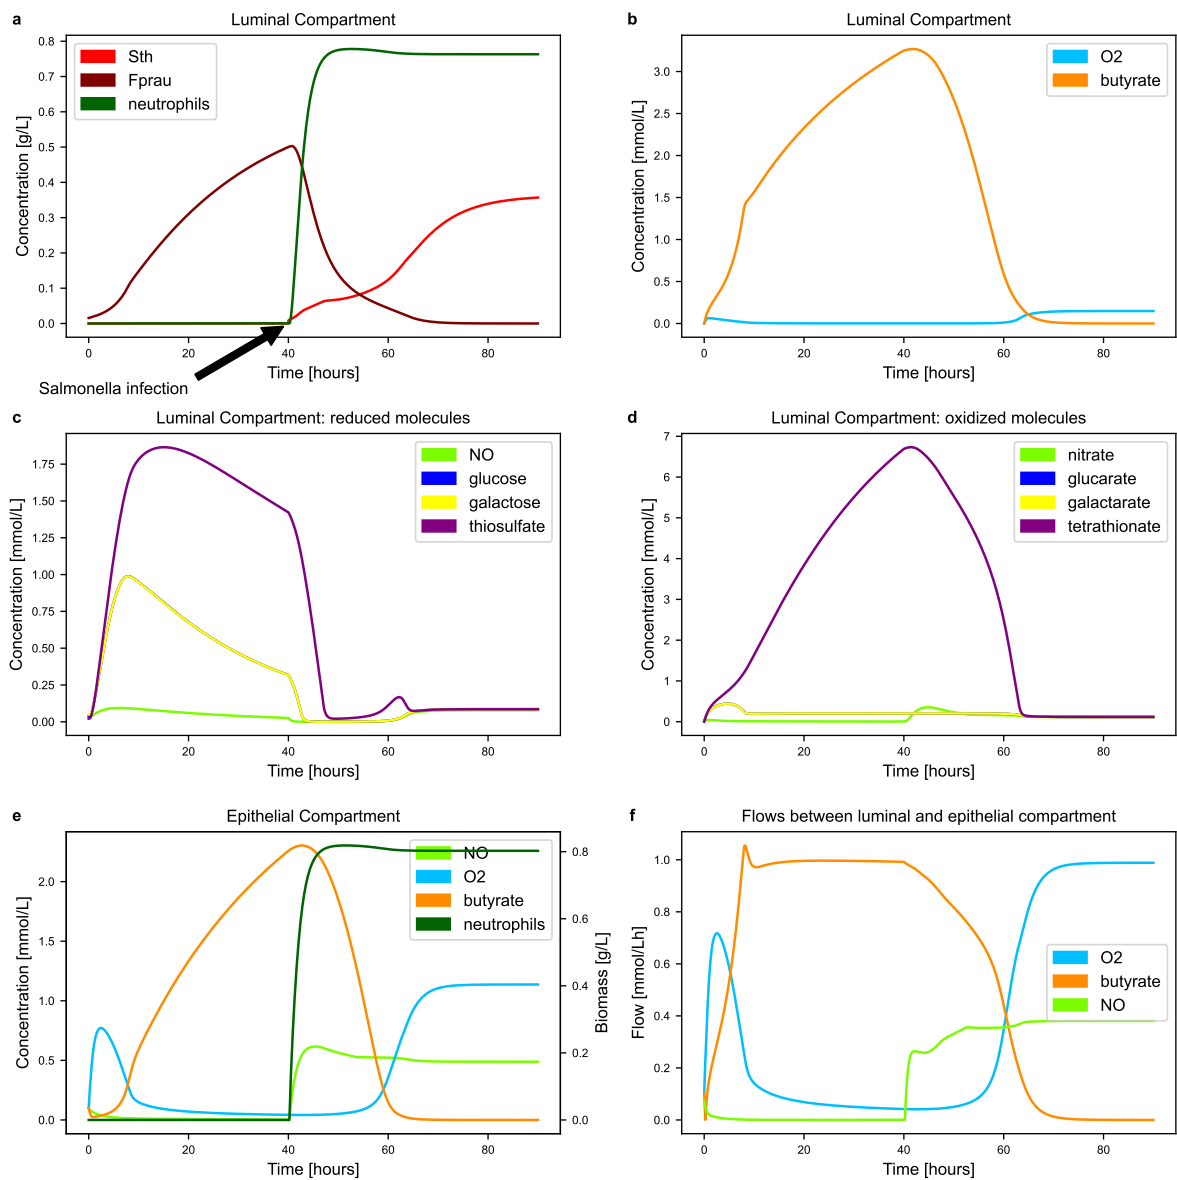 a
Luminal Compartment
Concentration [g/L]
0.8
0.7
0.6
0.5
0.4
0.3
0.2
0.1
0.0
Sth
Fprau
neutrophils
0
20
40
60
80
Time [hours]
Salmonella infection
b
Luminal Compartment
Concentration [mmol/L]
3.0
2.5
2.0
1.5
1.0
0.5
0.0
O2
butyrate
0
20
40
60
80
Time [hours]
c
Luminal Compartment: reduced molecules
Concentration [mmol/L]
1.75
1.50
1.25
1.00
0.75
0.50
0.25
0.00
NO
glucose
galactose
thiosulfate
0
20
40
60
80
Time [hours]
d
Luminal Compartment: oxidized molecules
Concentration [mmol/L]
7
6
5
4
3
2
1
0
nitrate
glucarate
galactarate
tetrathionate
0
20
40
60
80
Time [hours]
e
Epithelial Compartment
Concentration [mmol/L]
2.0
1.5
1.0
0.5
0.0
NO
O2
butyrate
neutrophils
0.8
0.6
0.4
0.2
0.0
Biomass [g/L]
0
20
40
60
80
Time [hours]
f
Flows between luminal and epithelial compartment
Flow [mmol/Lh]
1.0
0.8
0.6
0.4
0.2
0.0
O2
butyrate
NO
0
20
40
60
80
Time [hours]